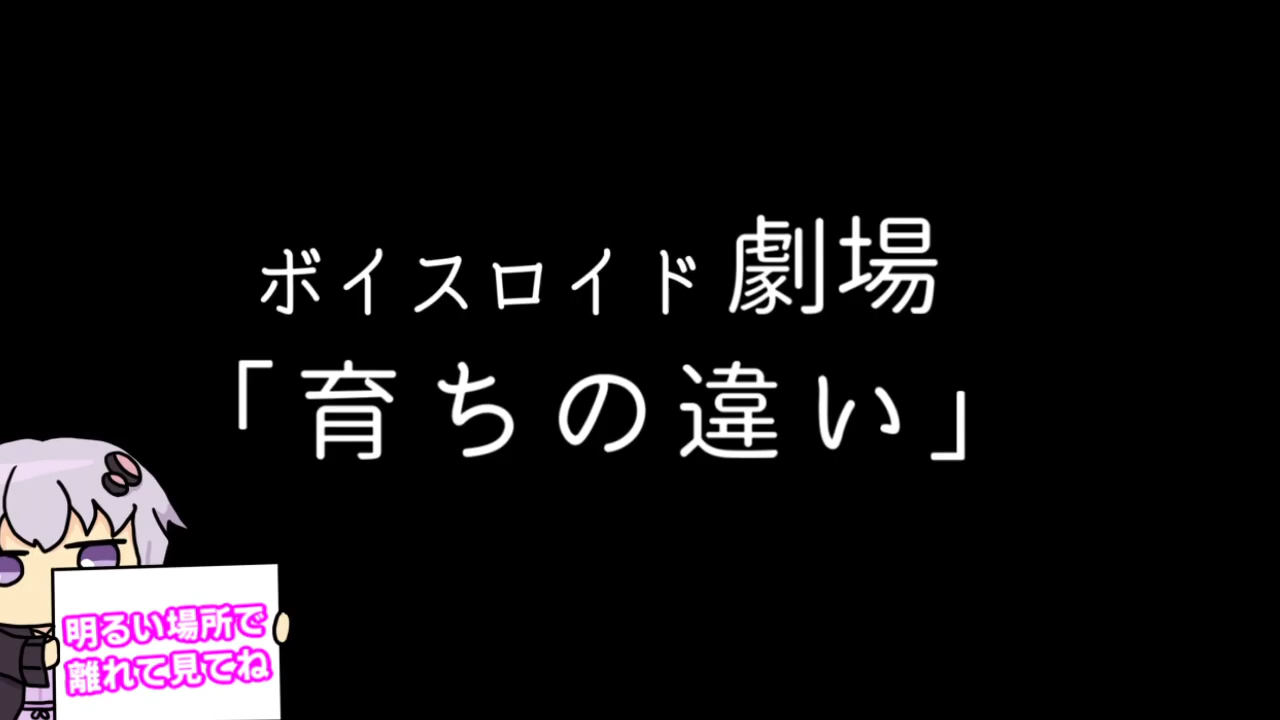 ボイスロイド劇場
「育ちの違い」
明るい場所で
離れて見てね